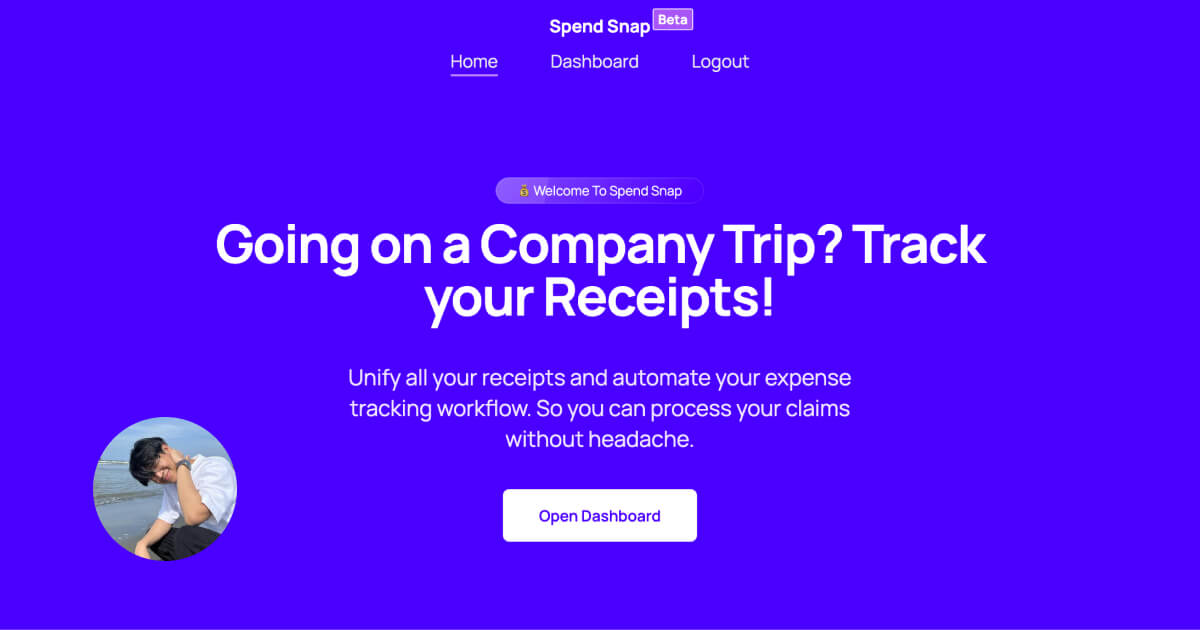 Spend Snap Beta
Home Dashboard Logout
💰 Welcome To Spend Snap
Going on a Company Trip? Track
your Receipts!
Unify all your receipts and automate your expense
tracking workflow. So you can process your claims
without headache.
Open Dashboard